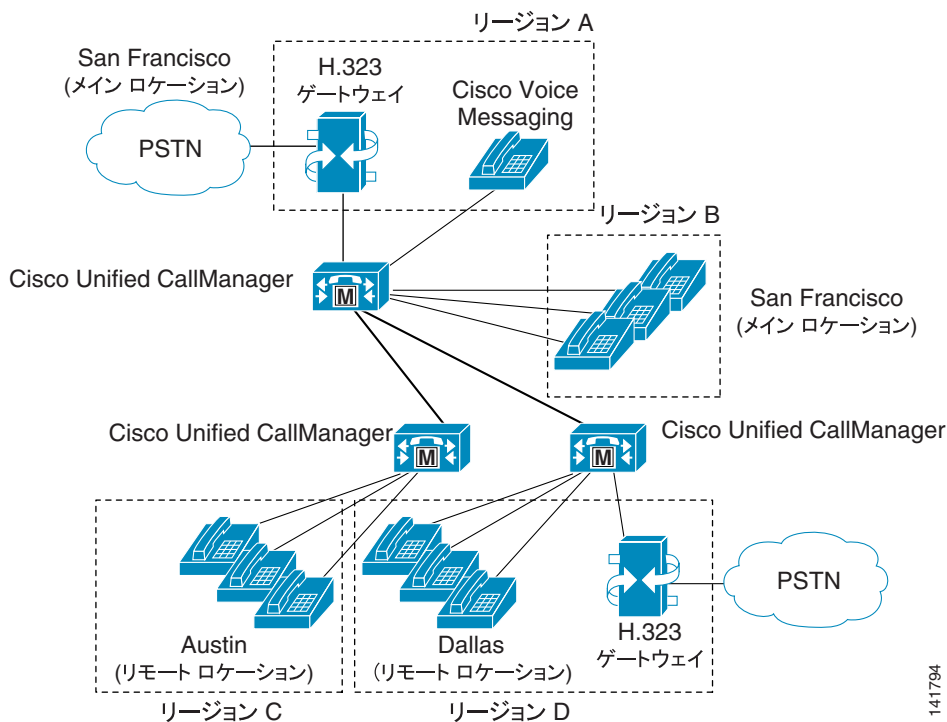 リージョン A
San Francisco
(メイン ロケーション)
H.323
ゲートウェイ
Cisco Voice
Messaging
PSTN
リージョン B
Cisco Unified CallManager
M
San Francisco
(メイン ロケーション)
Cisco Unified CallManager
M
M
Cisco Unified CallManager
Austin
(リモート ロケーション)
Dallas
(リモート ロケーション)
H.323
ゲートウェイ
PSTN
リージョン C
リージョン D
141794